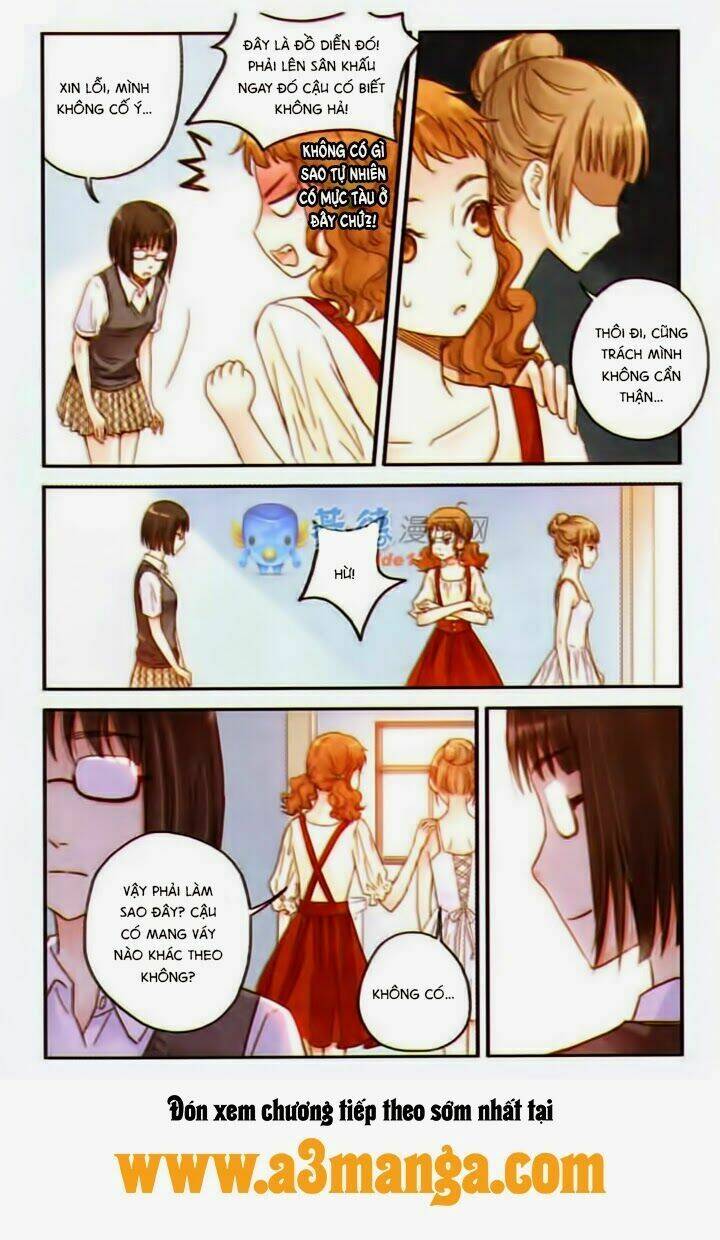 XIN LỖI, MÌNH
KHÔNG CỐ Ý...
ĐÂY LÀ ĐỒ DIỄN ĐÓ!
PHẢI LÊN SÂN KHẤU
NGAY ĐÓ CẬU CÓ BIẾT
KHÔNG HẢ!
KHÔNG CÓ GÌ
SAO TỰ NHIÊN
CÓ MỰC TÀU Ở
ĐÂY CHỨ?!
THÔI ĐI, CŨNG
TRÁCH MÌNH
KHÔNG CẨN
THẬN...
漫 网
HỪ!
VẬY PHẢI LÀM
SAO ĐÂY? CẬU
CÓ MANG VÁY
NÀO KHÁC THEO
KHÔNG?
KHÔNG CÓ...
Đón xem chương tiếp theo sớm nhất tại
www.a3manga.com